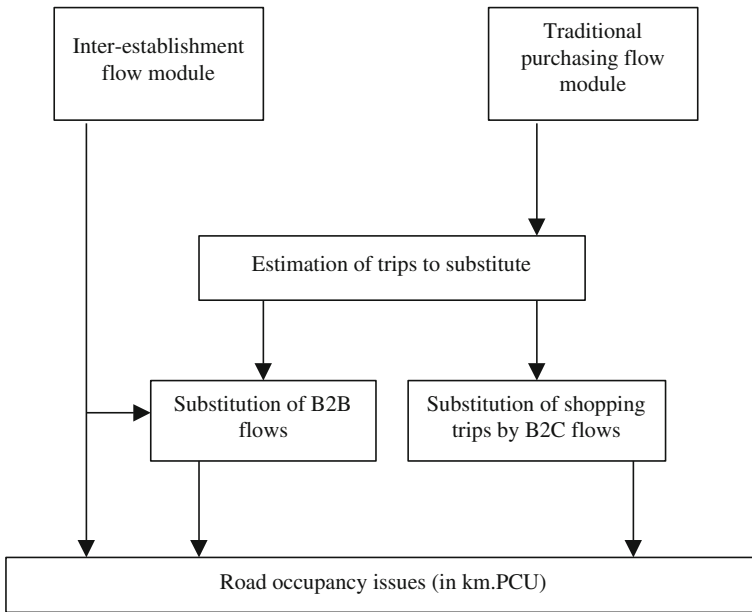 Inter-establishment
flow module
Traditional
purchasing flow
module
Estimation of trips to substitute
Substitution of B2B
flows
Substitution of shopping
trips by B2C flows
Road occupancy issues (in km.PCU)